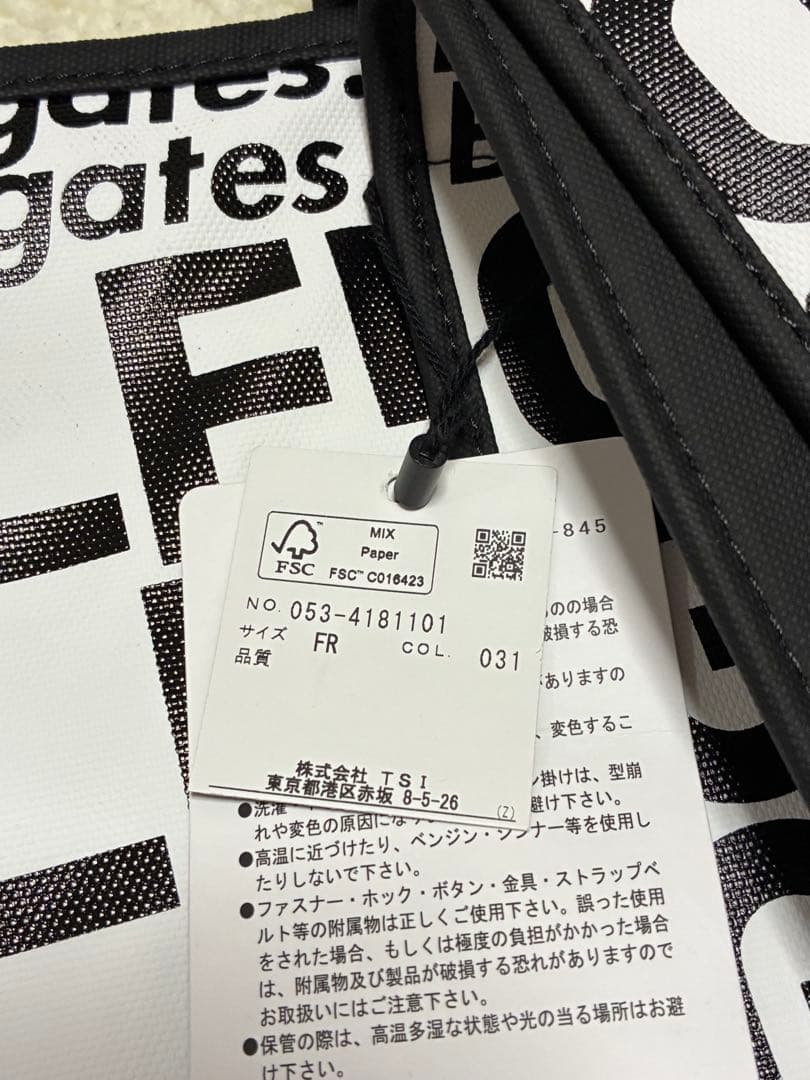 gates.
gates.
MIX
Paper
FSC
FSC™ C016423
-845
NO. 053-4181101
サイズ FR COL. 031
品質
株式会社 TSI
東京都港区赤坂 8-5-26
(Z)
ものの場合
破損する恐
がありますの
、変色するこ
ン掛けは、型崩
●洗濯
避け下さい。
れや変色の原因にな
●高温に近づけたり、ベンジン・シンナー等を使用し
たりしないで下さい。
●ファスナー・ホック・ボタン・金具・ストラップベ
ルト等の附属物は正しくご使用下さい。誤った使用
をされた場合、もしくは極度の負担がかかった場合
は、附属物及び製品が破損する恐れがありますので
お取扱いにはご注意下さい。
●保管の際は、高温多湿な状態や光の当る場所はお避
け下さい。